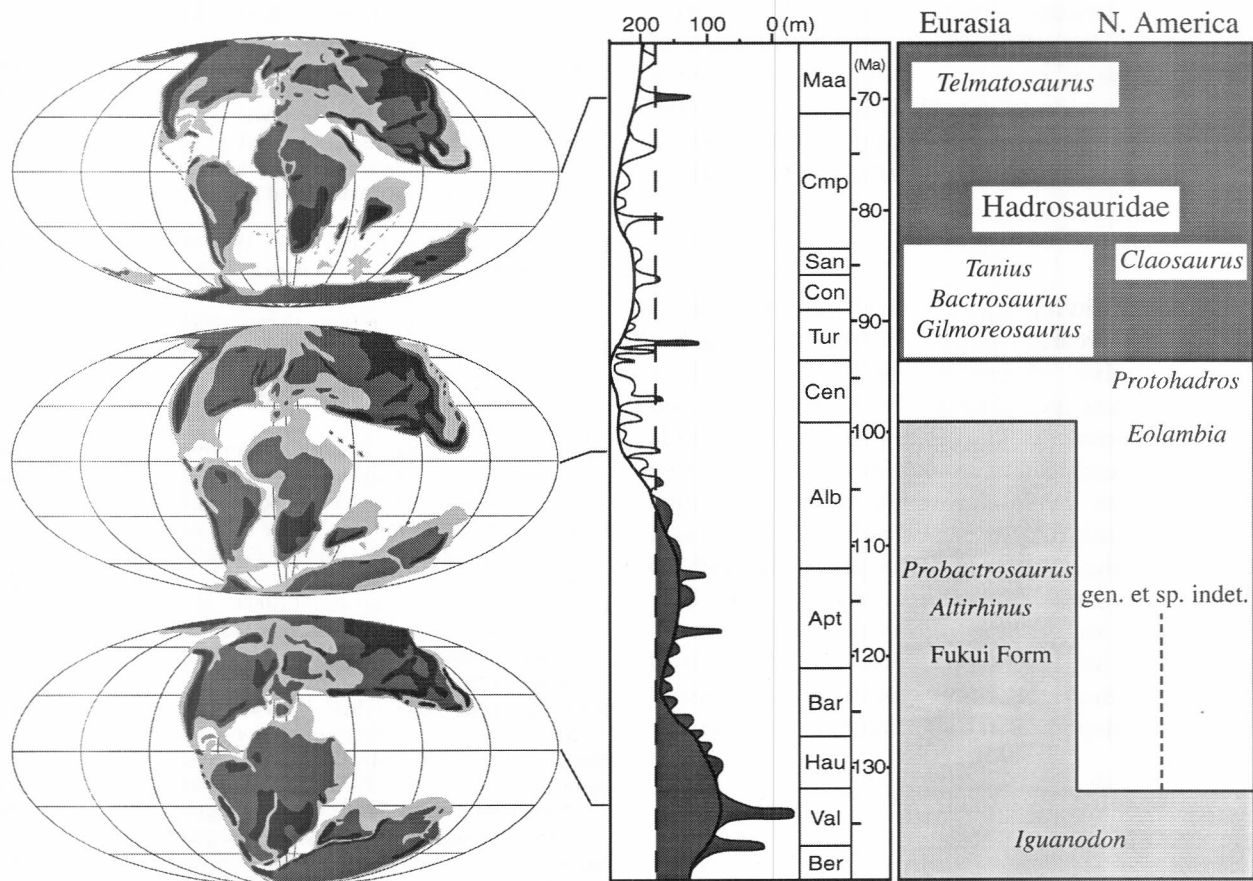 200 100 0 (m)
Eurasia N. America
Maa
Cmp
San
Con
Tur
Cen
Alb
Apt
Bar
Hau
Val
Ber
(Ma)
70
80
90
100
110
120
130
Telmatosaurus
Hadrosauridae
Tanius
Bactrosaurus
Gilmoreosaurus
Claosaurus
Protohadros
Eolambia
Probactrosaurus
Altirhinus
Fukui Form
gen. et sp. indet.
Iguanodon